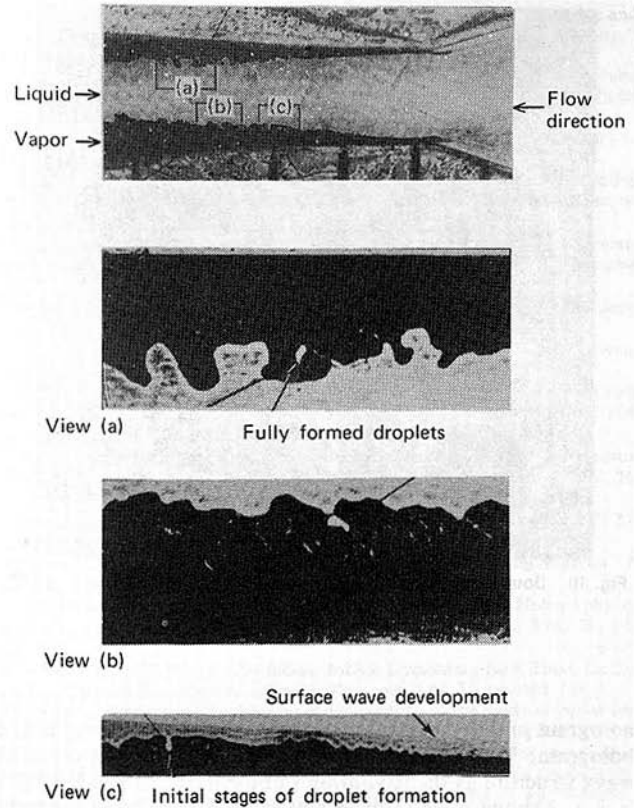 (a)
Liquid
(b)
(c)
Flow
direction
Vapor
View (a)
Fully formed droplets
View (b)
Surface wave development
View (c)
Initial stages of droplet formation